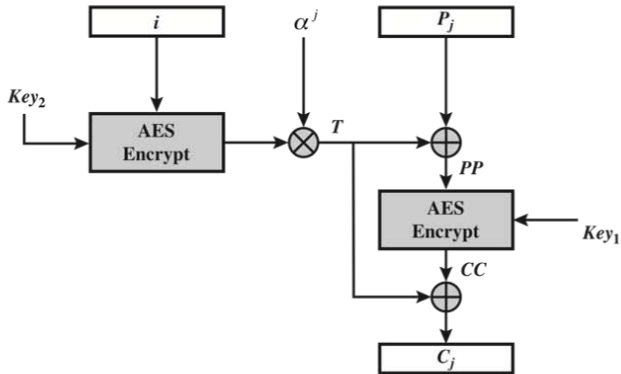 i
α^j
P_j
Key_2
AES
Encrypt
T
PP
AES
Encrypt
Key_1
CC
C_j